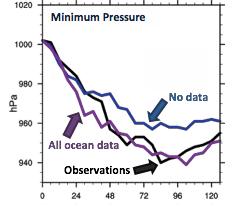 Minimum Pressure
1020
1000
980
960
940
hPa
No data
All ocean data
Observations
0 24 48 72 96 120